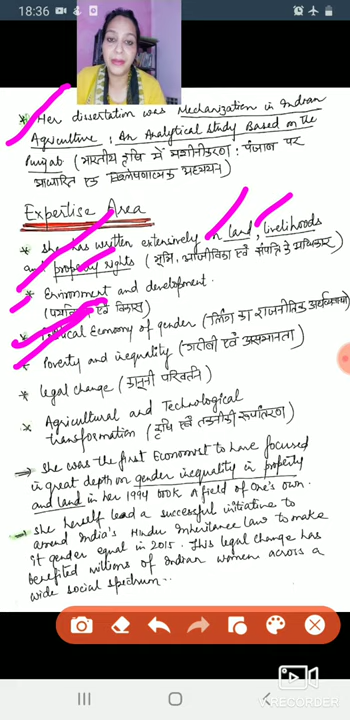 18:36
* Her dissertation was Mechanization in Indian
Agriculture: An Analytical Study Based on the
Punjab (भारतीय कृषि में मशीनीकरण: पंजाब पर
आधारित एक विश्लेषणात्मक अध्ययन)
Expertise Area
* She has written extensively on land, livelihoods
and property rights (भूमि, आजीविका एवं संपत्ति के अधिकार)
* Environment and development.
(पर्यावरण एवं विकास)
* Political Economy of gender (लिंग का राजनीतिक अर्थव्यवस्था)
* Poverty and inequality (गरीबी एवं असमानता)
* Legal change (कानूनी परिवर्तन)
* Agricultural and Technological
transformation (कृषि एवं तकनीकी रूपांतरण)
→ She was the first Economist to have focused
in great depth on gender inequality in property
and land in her 1994 book A field of One's own.
→ She herself lead a successful initiative to
amend India's Hindu Inheritance law to make
it gender equal in 2015. This legal change has
benefited millions of Indian women across a
wide social spectrum..
VRECORDER